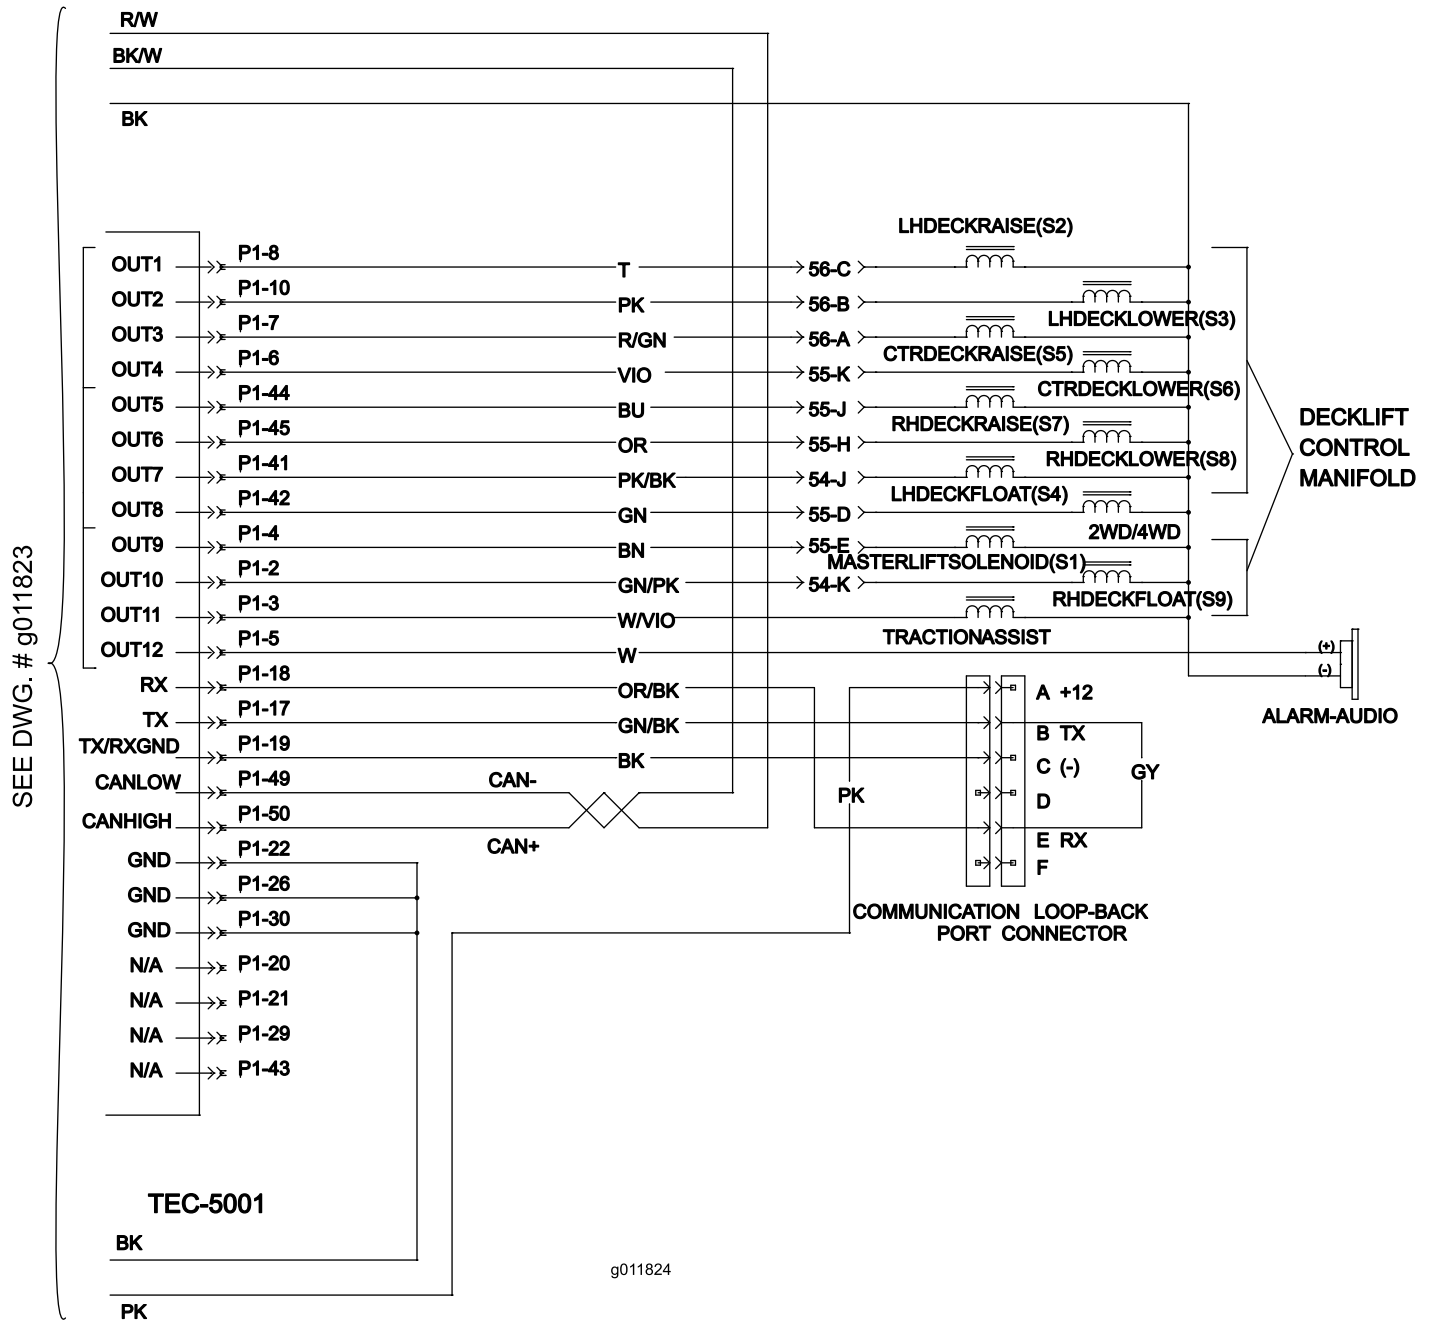 R/W
BK/W
BK
SEE DWG. # g011823
LHDECKRAISE(S2)
OUT1 P1-8 T 56-C
OUT2 P1-10 PK 56-B
LHDECKLOWER(S3)
OUT3 P1-7 R/GN 56-A
CTRDECKRAISE(S5)
OUT4 P1-6 VIO 55-K
CTRDECKLOWER(S6)
OUT5 P1-44 BU 55-J
RHDECKRAISE(S7)
OUT6 P1-45 OR 55-H
RHDECKLOWER(S8)
OUT7 P1-41 PK/BK 54-J
LHDECKFLOAT(S4)
OUT8 P1-42 GN 55-D
2WD/4WD
OUT9 P1-4 BN 55-E
MASTERLIFTSOLENOID(S1)
OUT10 P1-2 GN/PK 54-K
RHDECKFLOAT(S9)
OUT11 P1-3 W/VIO
TRACTIONASSIST
OUT12 P1-5 W
DECKLIFT
CONTROL
MANIFOLD
(+)
(-)
ALARM-AUDIO
RX P1-18 OR/BK
TX P1-17 GN/BK
TX/RXGND P1-19 BK
CANLOW P1-49 CAN-
CANHIGH P1-50 CAN+
PK
A +12
B TX
C (-)
D
E RX
F
GY
COMMUNICATION LOOP-BACK
PORT CONNECTOR
GND P1-22
GND P1-26
GND P1-30
N/A P1-20
N/A P1-21
N/A P1-29
N/A P1-43
TEC-5001
BK
PK
g011824